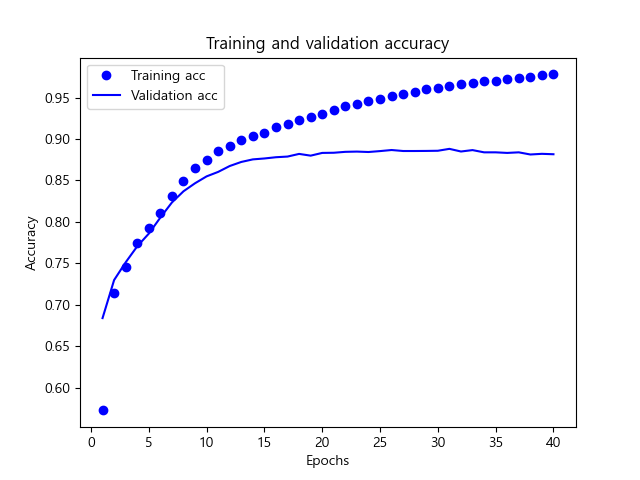 Training and validation accuracy
Training acc
Validation acc
0.95
0.90
0.85
0.80
0.75
0.70
0.65
0.60
Accuracy
0 5 10 15 20 25 30 35 40
Epochs